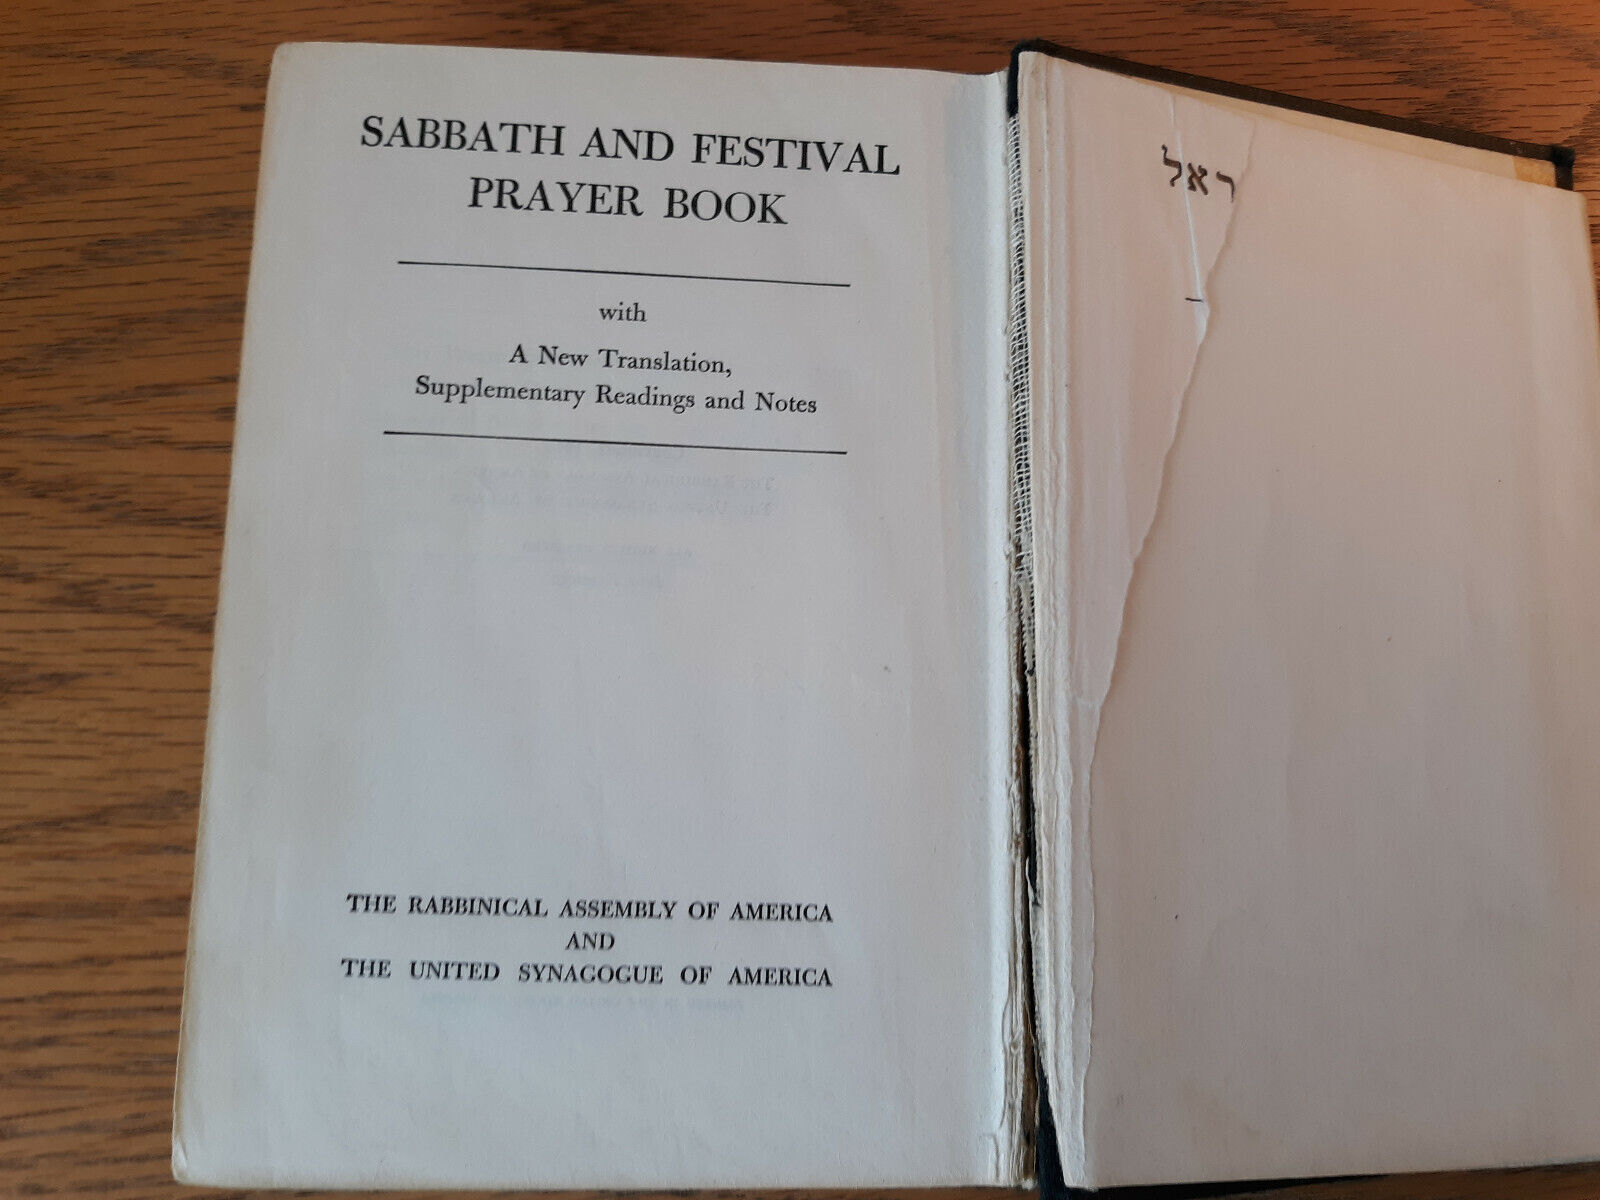 SABBATH AND FESTIVAL
PRAYER BOOK
with
A New Translation,
Supplementary Readings and Notes
THE RABBINICAL ASSEMBLY OF AMERICA
AND
THE UNITED SYNAGOGUE OF AMERICA
ראל